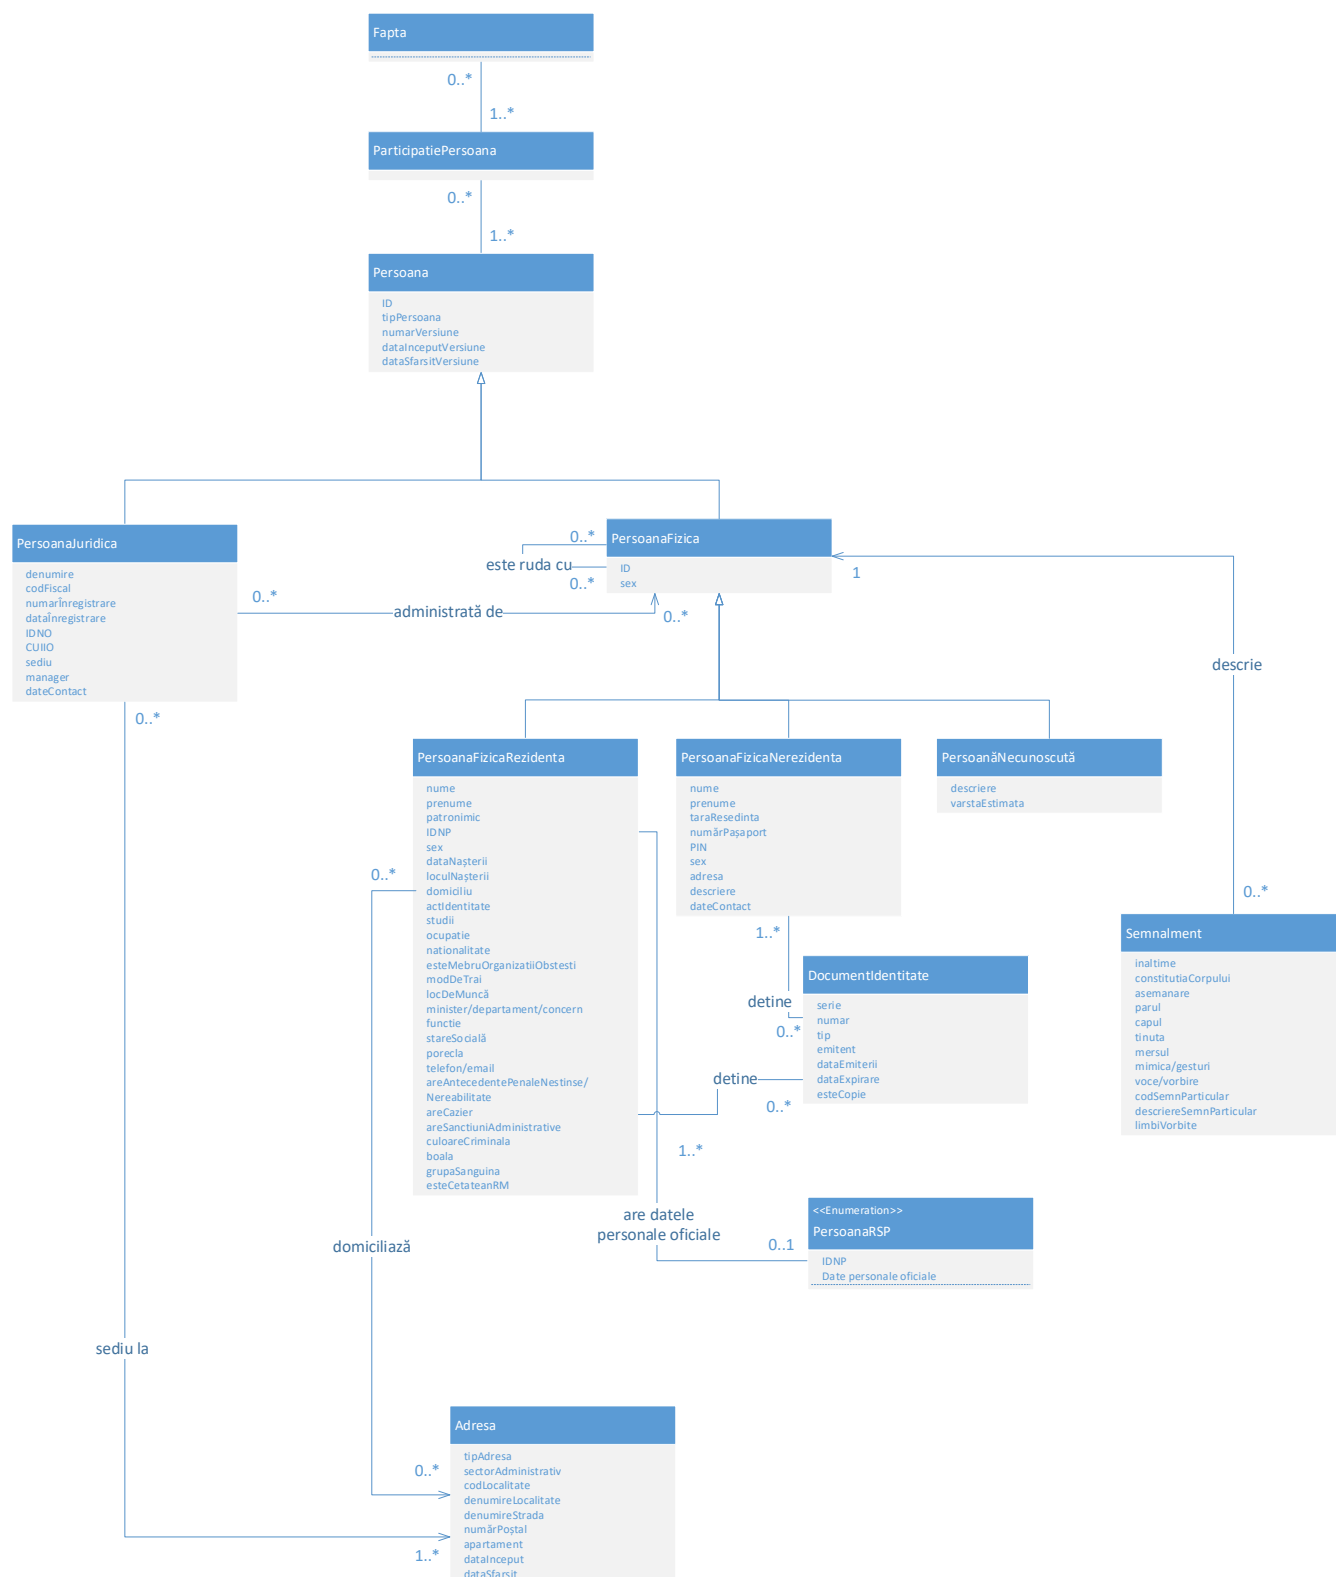 Fapta
0..*
1..*
ParticipatiePersoana
0..*
1..*
Persoana
ID
tipPersoana
numarVersiune
dataInceputVersiune
dataSfarsitVersiune
PersoanaJuridica
denumire
codFiscal
numarÎnregistrare
dataÎnregistrare
IDNO
CUIIO
sediu
manager
dateContact
0..*
este ruda cu
0..*
PersoanaFizica
ID
sex
0..*
administrată de
0..*
1
descrie
0..*
0..*
PersoanaFizicaRezidenta
nume
prenume
patronimic
IDNP
sex
dataNașterii
loculNașterii
domiciliu
actIdentitate
studii
ocupatie
nationalitate
esteMebruOrganizatiiObstesti
modDeTrai
locDeMuncă
minister/departament/concern
functie
stareSocială
porecla
telefon/email
areAntecedentePenaleNestinse/
Nereabilitate
areCazier
areSanctiuniAdministrative
culoareCriminala
boala
grupaSanguina
esteCetateanRM
PersoanaFizicaNerezidenta
nume
prenume
taraResedinta
numărPașaport
PIN
sex
adresa
descriere
dateContact
PersoanăNecunoscută
descriere
varstaEstimata
0..*
1..*
detine
0..*
DocumentIdentitate
serie
numar
tip
emitent
dataEmiterii
dataExpirare
esteCopie
detine
0..*
1..*
Semnalment
inaltime
constitutiaCorpului
asemanare
parul
capul
tinuta
mersul
mimica/gesturi
voce/vorbire
codSemnParticular
descriereSemnParticular
limbiVorbite
are datele
personale oficiale
0..1
<<Enumeration>>
PersoanaRSP
IDNP
Date personale oficiale
domiciliază
sediu la
0..*
1..*
Adresa
tipAdresa
sectorAdministrativ
codLocalitate
denumireLocalitate
denumireStrada
numărPoștal
apartament
dataInceput
dataSfarsit